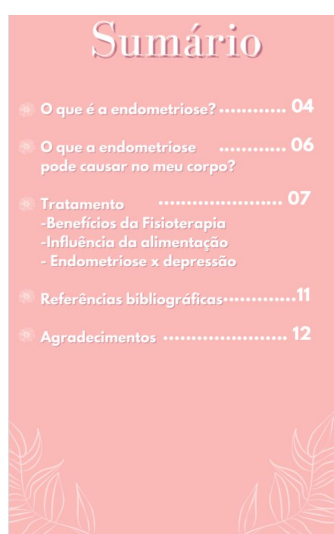 Sumário
O que é a endometriose? ............ 04
O que a endometriose ............ 06
pode causar no meu corpo?
Tratamento ...................... 07
-Benefícios da Fisioterapia
-Influência da alimentação
- Endometriose x depressão
Referências bibliográficas.............11
Agradecimentos ...................... 12